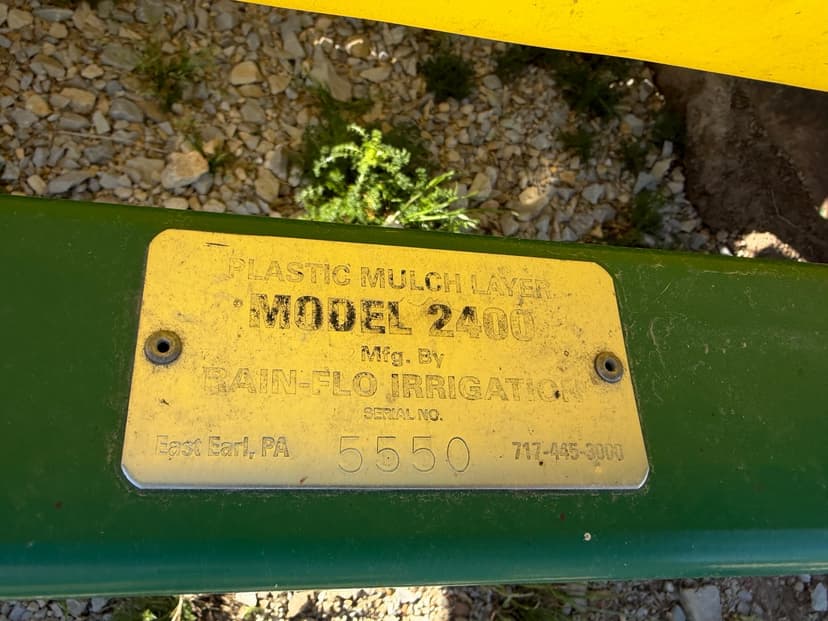 PLASTIC MULCH LAYER
MODEL 2400
Mfg. By
RAIN-FLO IRRIGATION
SERIAL NO.
East Earl, PA 5550 717-445-3000